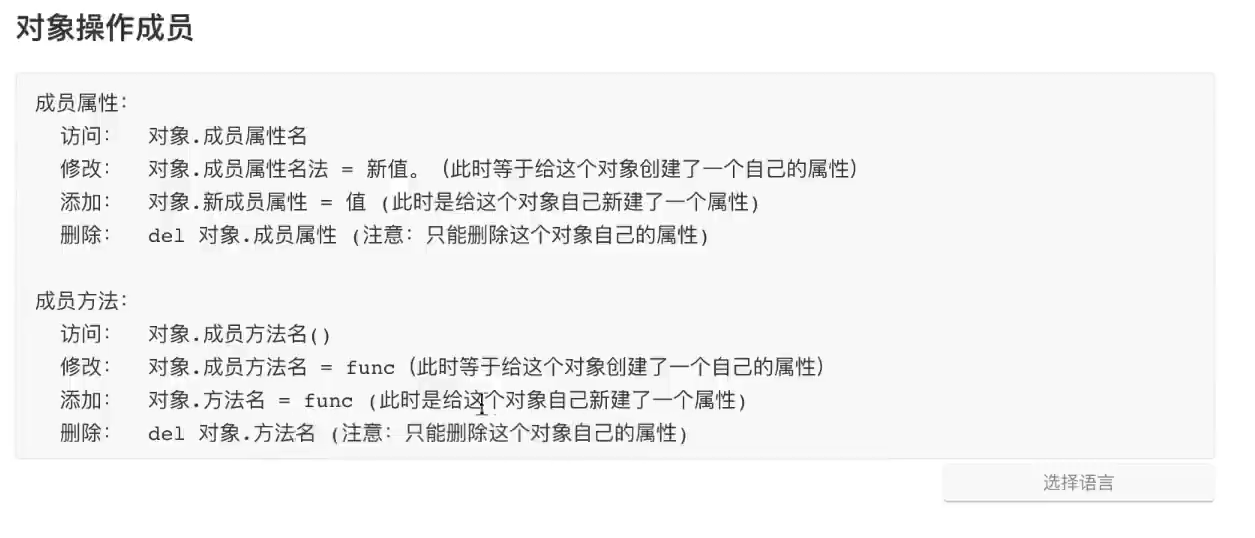 对象操作成员
成员属性：
访问： 对象.成员属性名
修改： 对象.成员属性名法 = 新值。（此时等于给这个对象创建了一个自己的属性）
添加： 对象.新成员属性 = 值 (此时是给这个对象自己新建了一个属性)
删除： del 对象.成员属性 (注意：只能删除这个对象自己的属性)
成员方法：
访问： 对象.成员方法名()
修改： 对象.成员方法名 = func（此时等于给这个对象创建了一个自己的属性）
添加： 对象.方法名 = func (此时是给这个对象自己新建了一个属性)
删除： del 对象.方法名 (注意：只能删除这个对象自己的属性)
选择语言